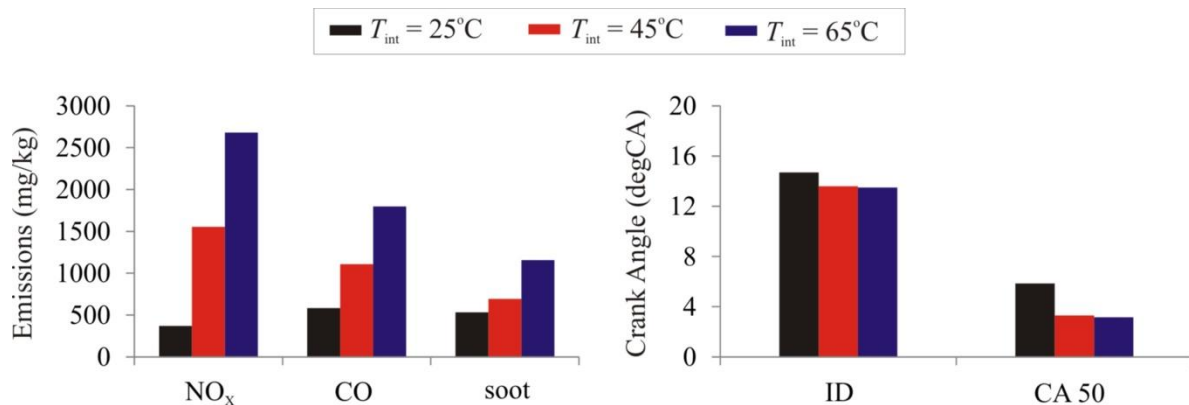 T_int = 25°C T_int = 45°C T_int = 65°C
Emissions (mg/kg)
3000
2500
2000
1500
1000
500
0
NO_X CO soot
Crank Angle (degCA)
20
16
12
8
4
0
ID CA 50